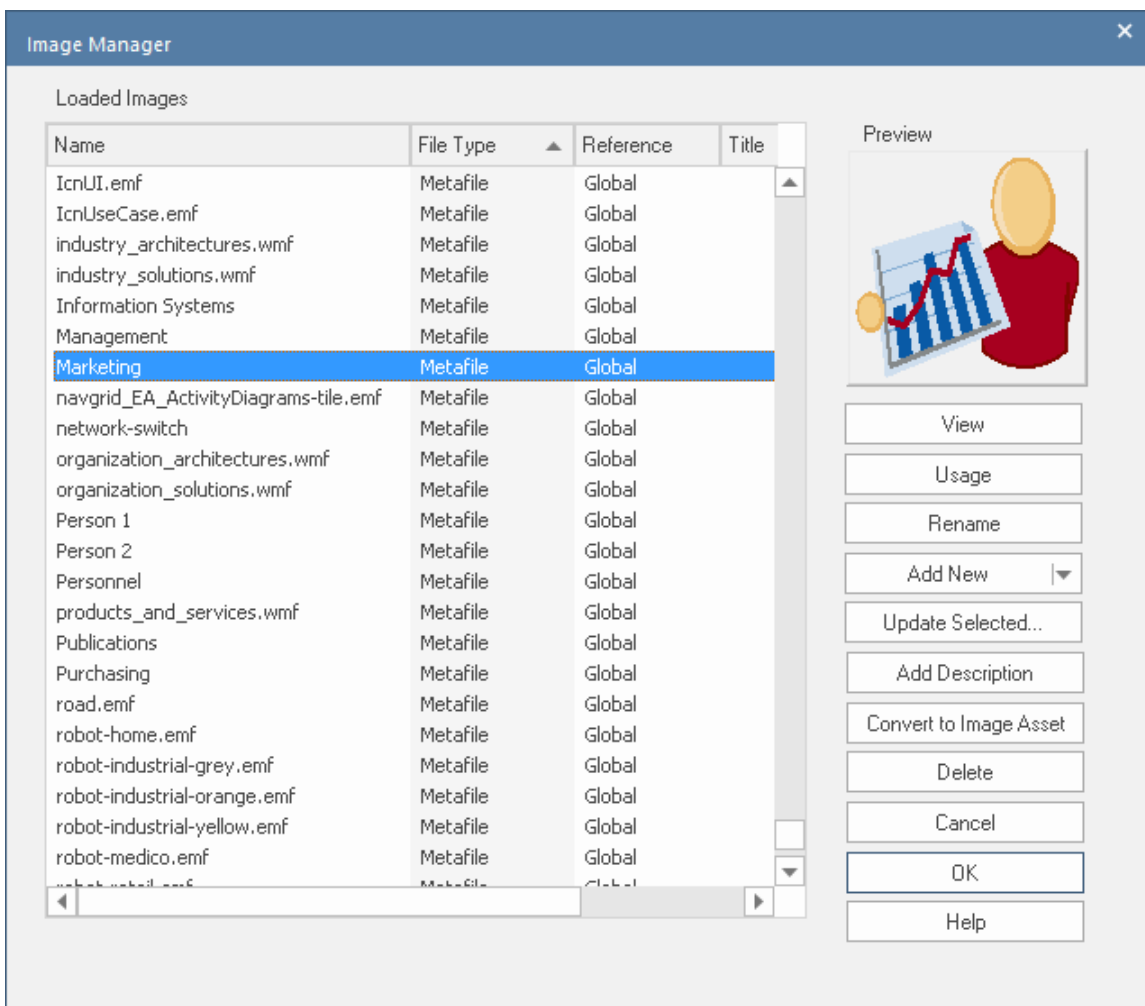 Image Manager
Loaded Images
Name File Type Reference Title
IcnUI.emf Metafile Global
IcnUseCase.emf Metafile Global
industry_architectures.wmf Metafile Global
industry_solutions.wmf Metafile Global
Information Systems Metafile Global
Management Metafile Global
Marketing Metafile Global
navgrid_EA_ActivityDiagrams-tile.emf Metafile Global
network-switch Metafile Global
organization_architectures.wmf Metafile Global
organization_solutions.wmf Metafile Global
Person 1 Metafile Global
Person 2 Metafile Global
Personnel Metafile Global
products_and_services.wmf Metafile Global
Publications Metafile Global
Purchasing Metafile Global
road.emf Metafile Global
robot-home.emf Metafile Global
robot-industrial-grey.emf Metafile Global
robot-industrial-orange.emf Metafile Global
robot-industrial-yellow.emf Metafile Global
robot-medico.emf Metafile Global
robot-retail.emf Metafile Global
Preview
View
Usage
Rename
Add New
Update Selected...
Add Description
Convert to Image Asset
Delete
Cancel
OK
Help